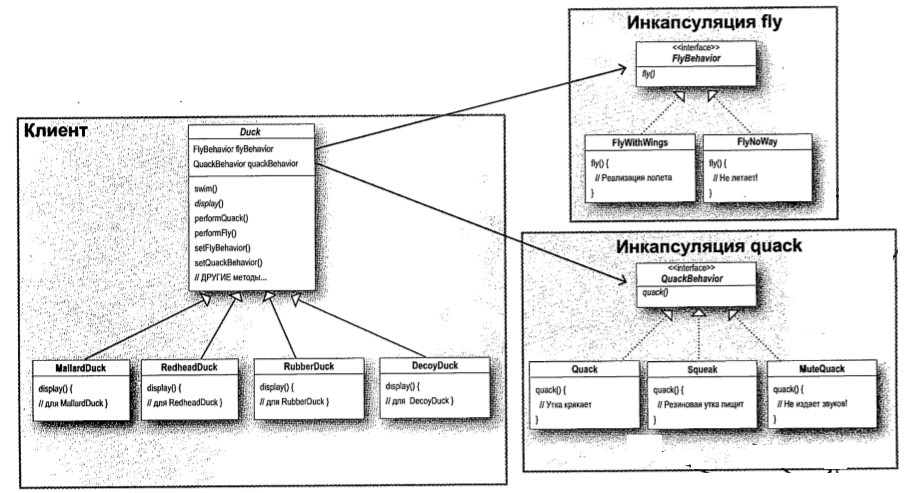 Инкапсуляция fly
<<interface>>
FlyBehavior
fly()
FlyWithWings
fly() {
// Реализация полета
}
FlyNoWay
fly() {
// Не летает!
}
Клиент
Duck
FlyBehavior flyBehavior
QuackBehavior quackBehavior
swim()
display()
performQuack()
performFly()
setFlyBehavior()
setQuackBehavior()
// ДРУГИЕ методы...
MallardDuck
display() {
// для MallardDuck }
RedheadDuck
display() {
// для RedheadDuck }
RubberDuck
display() {
// для RubberDuck }
DecoyDuck
display() {
// для DecoyDuck }
Инкапсуляция quack
<<interface>>
QuackBehavior
quack()
Quack
quack() {
// Утка крякает
}
Squeak
quack() {
// Резиновая утка пищит
}
MuteQuack
quack() {
// Не издает звуков!
}